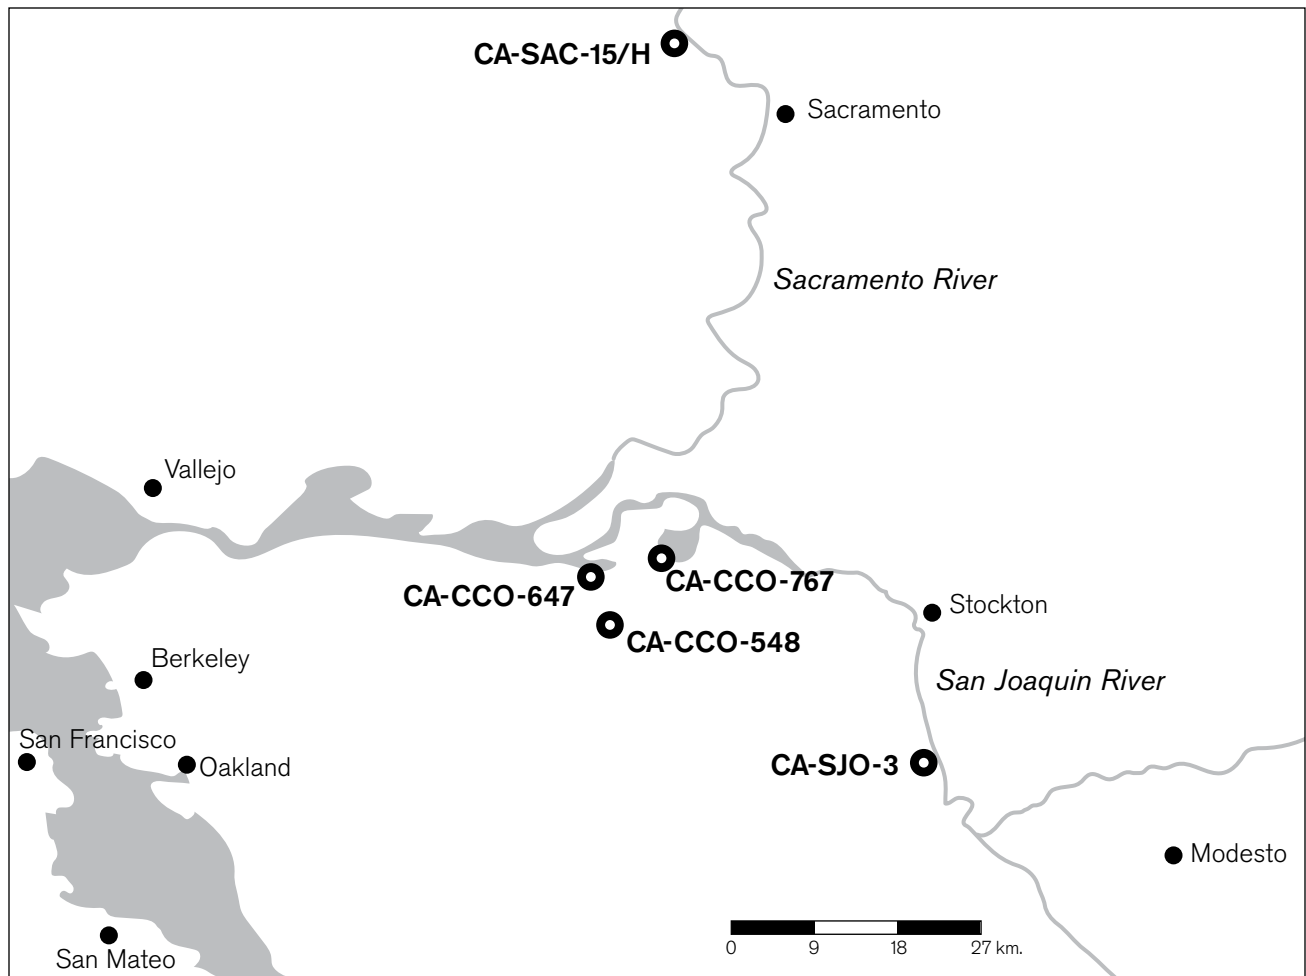 CA-SAC-15/H
Sacramento
Sacramento River
Vallejo
CA-CCO-767
CA-CCO-647
Stockton
CA-CCO-548
Berkeley
San Joaquin River
San Francisco
Oakland
CA-SJO-3
Modesto
0 9 18 27 km.
San Mateo